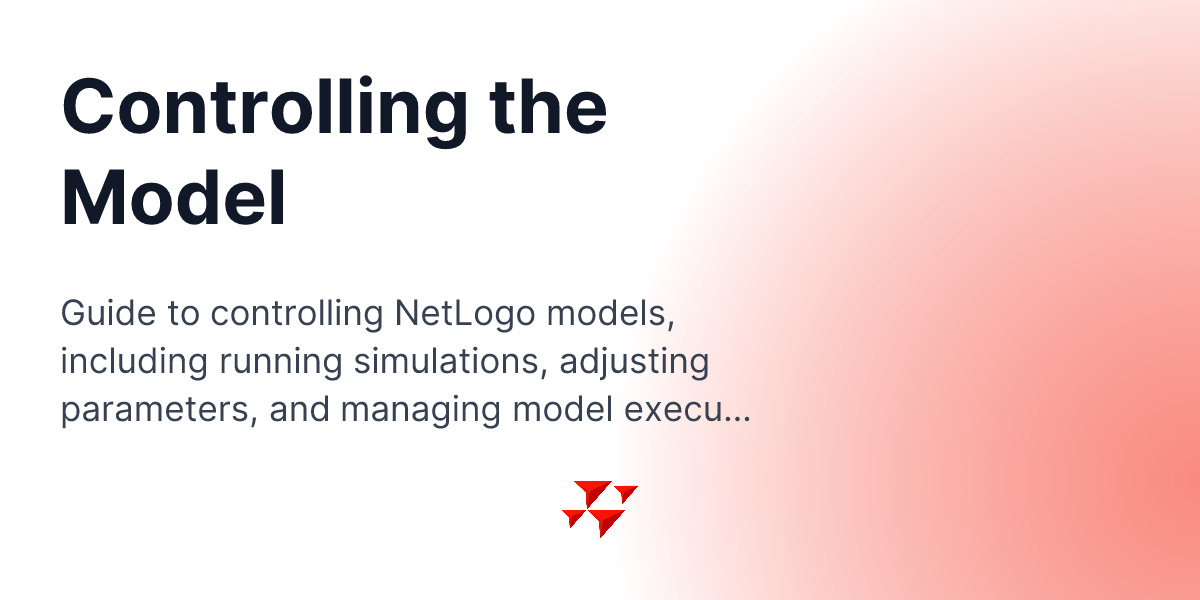 Controlling the
Model
Guide to controlling NetLogo models,
including running simulations, adjusting
parameters, and managing model execu...